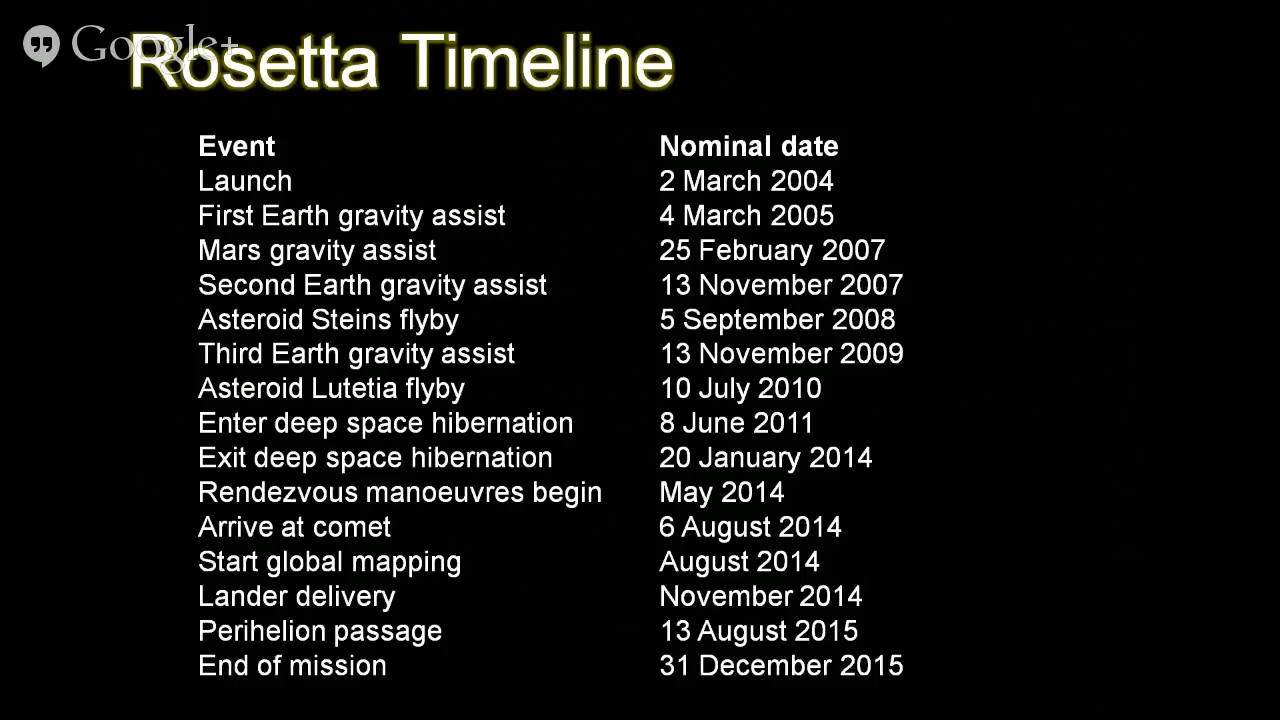 Google+
Rosetta Timeline
Event Nominal date
Launch 2 March 2004
First Earth gravity assist 4 March 2005
Mars gravity assist 25 February 2007
Second Earth gravity assist 13 November 2007
Asteroid Steins flyby 5 September 2008
Third Earth gravity assist 13 November 2009
Asteroid Lutetia flyby 10 July 2010
Enter deep space hibernation 8 June 2011
Exit deep space hibernation 20 January 2014
Rendezvous manoeuvres begin May 2014
Arrive at comet 6 August 2014
Start global mapping August 2014
Lander delivery November 2014
Perihelion passage 13 August 2015
End of mission 31 December 2015